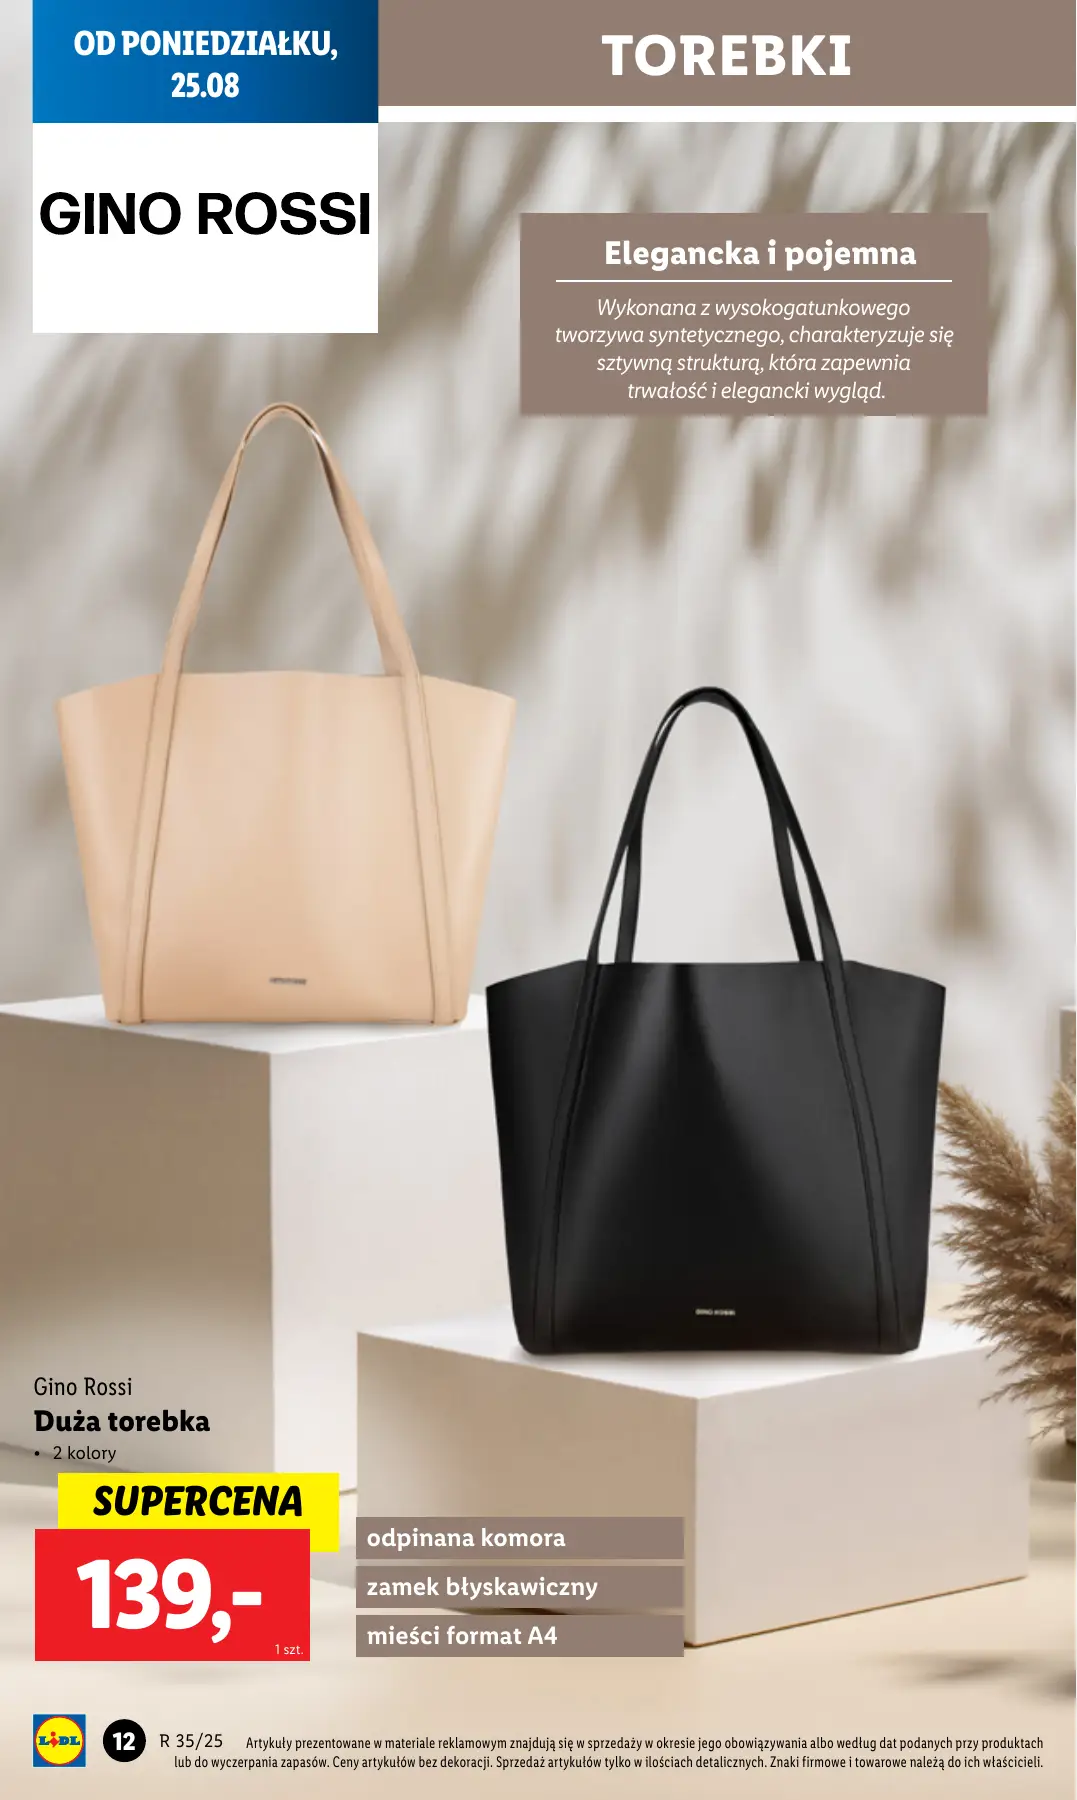 OD PONIEDZIAŁKU,
25.08
TOREBKI
GINO ROSSI
Elegancka i pojemna
Wykonana z wysokogatunkowego
tworzywa syntetycznego, charakteryzuje się
sztywną strukturą, która zapewnia
trwałość i elegancki wygląd.
GINO ROSSI
Gino Rossi
Duża torebka
• 2 kolory
SUPERCENA
139,-
1 szt.
odpinana komora
zamek błyskawiczny
mieści format A4
LIDL
12
R 35/25
Artykuły prezentowane w materiale reklamowym znajdują się w sprzedaży w okresie jego obowiązywania albo według dat podanych przy produktach
lub do wyczerpania zapasów. Ceny artykułów bez dekoracji. Sprzedaż artykułów tylko w ilościach detalicznych. Znaki firmowe i towarowe należą do ich właścicieli.